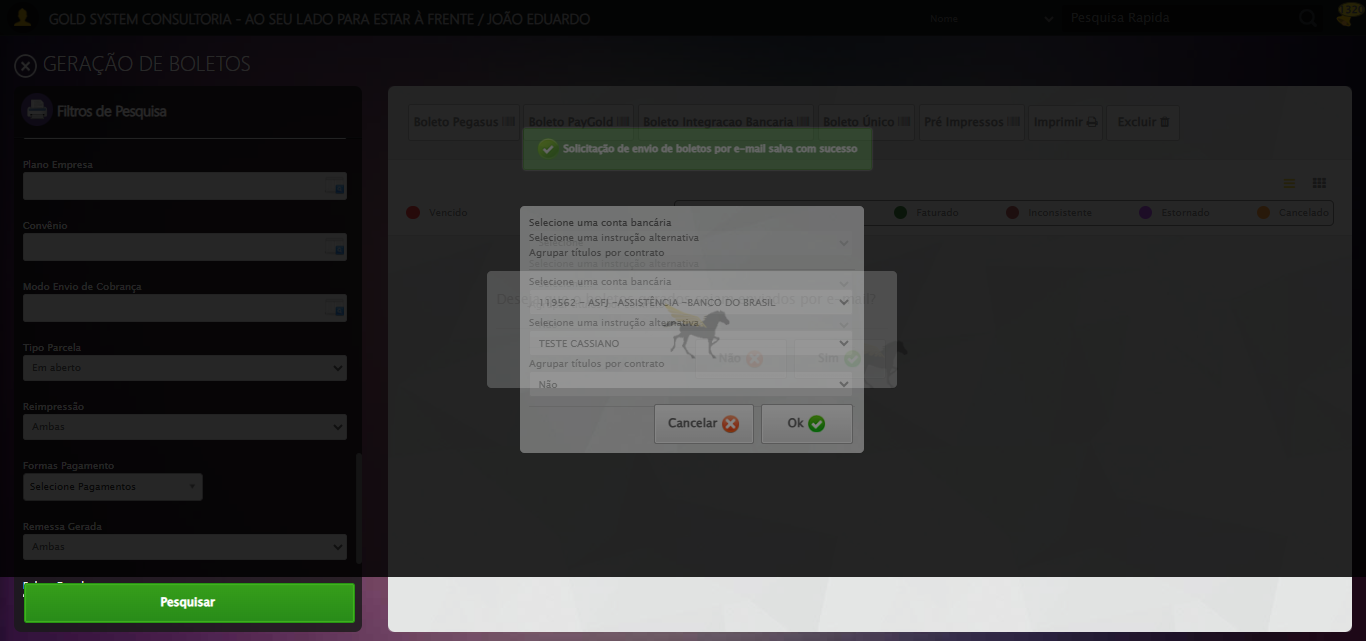 GOLD SYSTEM CONSULTORIA - AO SEU LADO PARA ESTAR À FRENTE / JOÃO EDUARDO
Nome
Pesquisa Rapida
GERAÇÃO DE BOLETOS
Filtros de Pesquisa
Plano Empresa
Convênio
Modo Envio de Cobrança
Tipo Parcela
Em aberto
Reimpressão
Ambas
Formas Pagamento
Selecione Pagamentos
Remessa Gerada
Ambas
Pesquisar
Boleto Pegasus
Boleto PayGold
Boleto Integracao Bancaria
Boleto Único
Pré Impressos
Imprimir
Excluir
Solicitação de envio de boletos por e-mail salva com sucesso
Vencido
Faturado
Inconsistente
Estornado
Cancelado
Selecione uma conta bancária
Selecione uma instrução alternativa
Agrupar títulos por contrato
Selecione uma instrução alternativa
Selecione uma conta bancária
119562 - ASFJ -ASSISTÊNCIA -BANCO DO BRASIL
Selecione uma instrução alternativa
TESTE CASSIANO
Agrupar títulos por contrato
Não
Cancelar
Ok
por e-mail?
Não
Sim